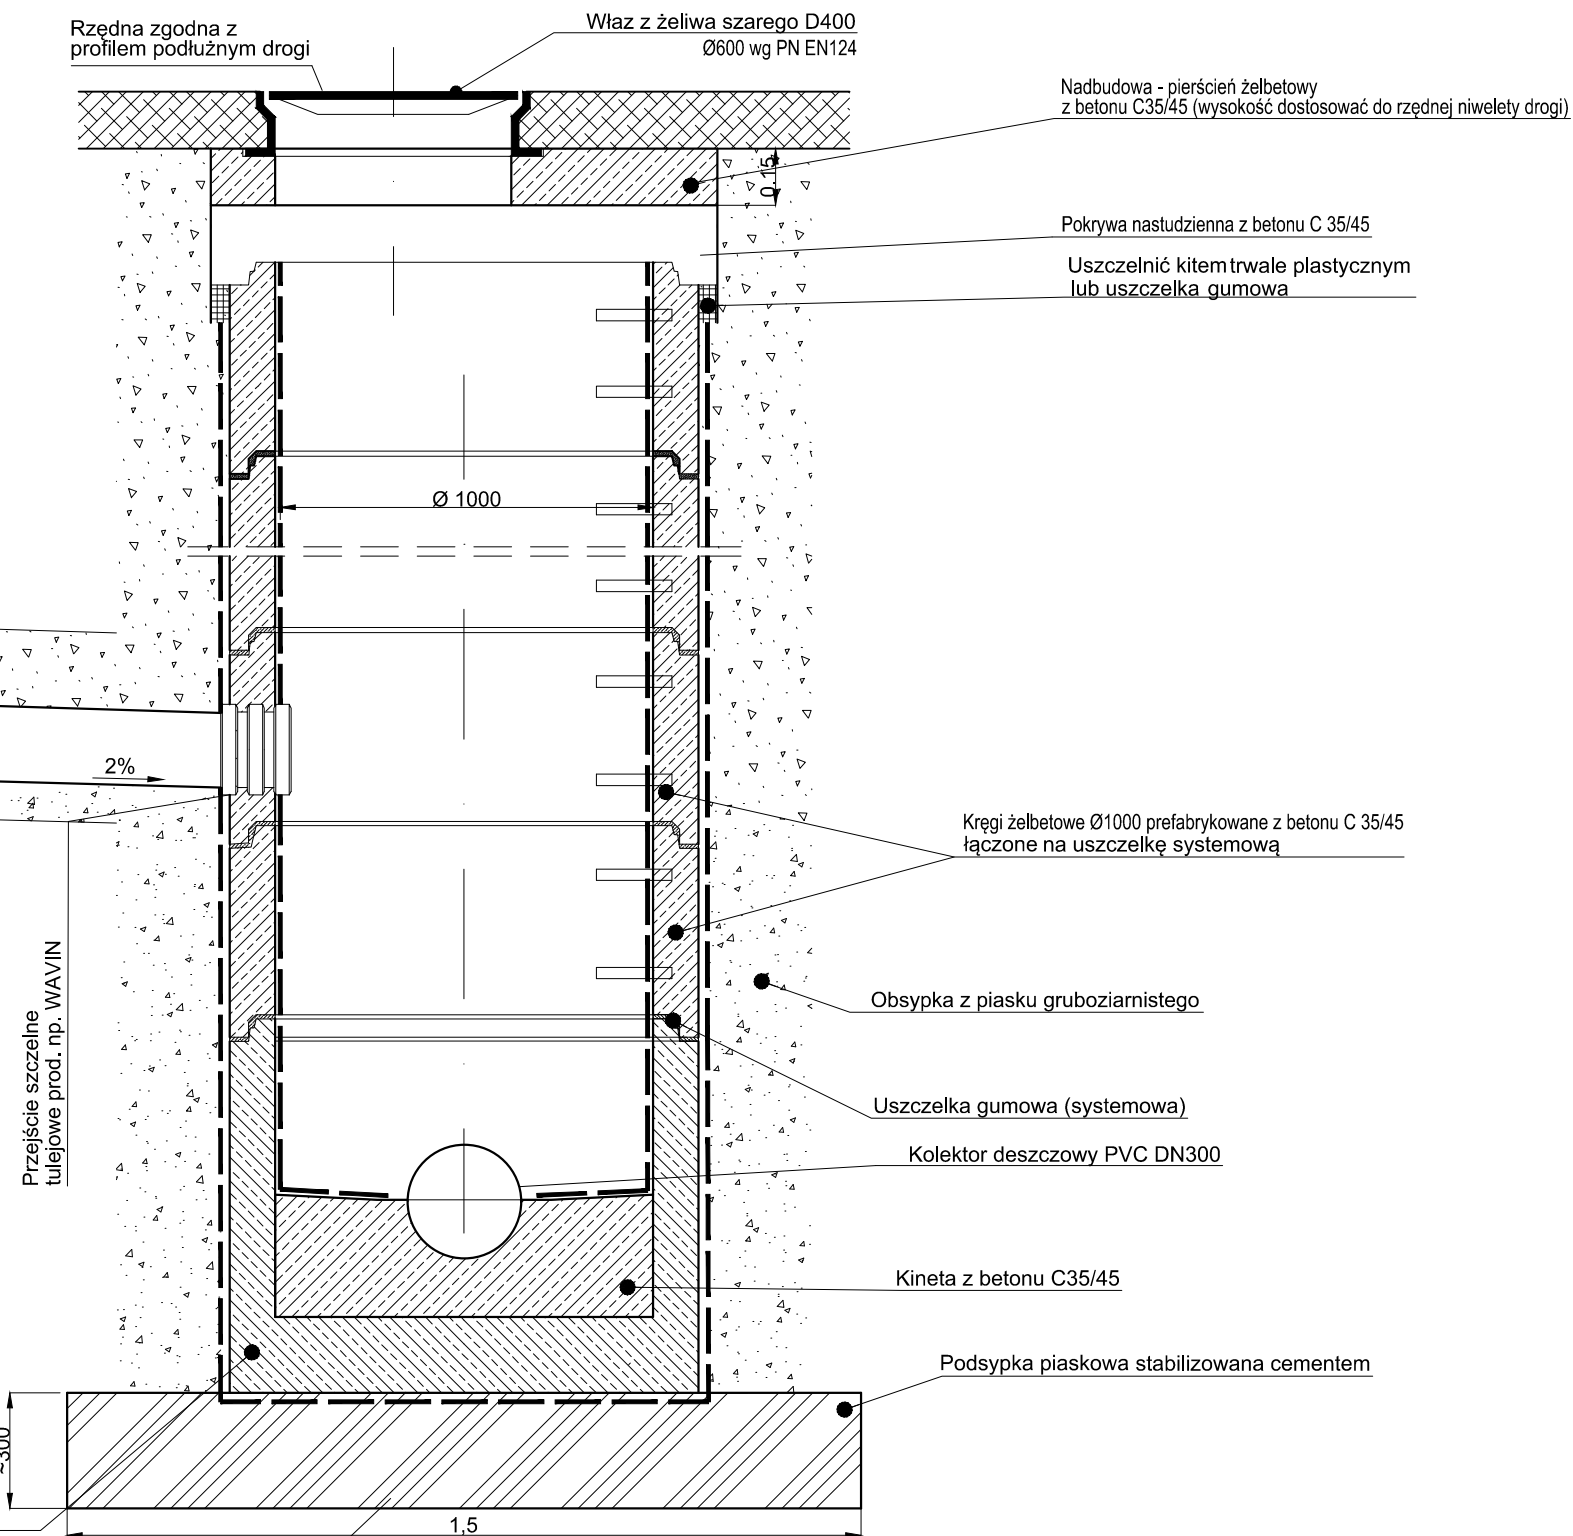 Rzędna zgodna z
profilem podłużnym drogi
Właz z żeliwa szarego D400
Ø600 wg PN EN124
Nadbudowa - pierścień żelbetowy
z betonu C35/45 (wysokość dostosować do rzędnej niwelety drogi)
0.15
Pokrywa nastudzienna z betonu C 35/45
Uszczelnić kitem trwale plastycznym
lub uszczelka gumowa
Ø 1000
2%
Kręgi żelbetowe Ø1000 prefabrykowane z betonu C 35/45
łączone na uszczelkę systemową
Przejście szczelne
tulejowe prod. np. WAVIN
Obsypka z piasku gruboziarnistego
Uszczelka gumowa (systemowa)
Kolektor deszczowy PVC DN300
Kineta z betonu C35/45
Podsypka piaskowa stabilizowana cementem
~300
1,5